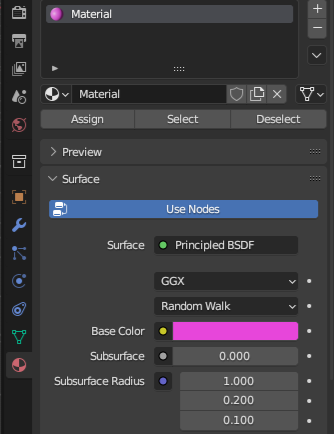 Material
Material
Assign Select Deselect
Preview
Surface
Use Nodes
Surface Principled BSDF
GGX
Random Walk
Base Color
Subsurface 0.000
Subsurface Radius 1.000
0.200
0.100